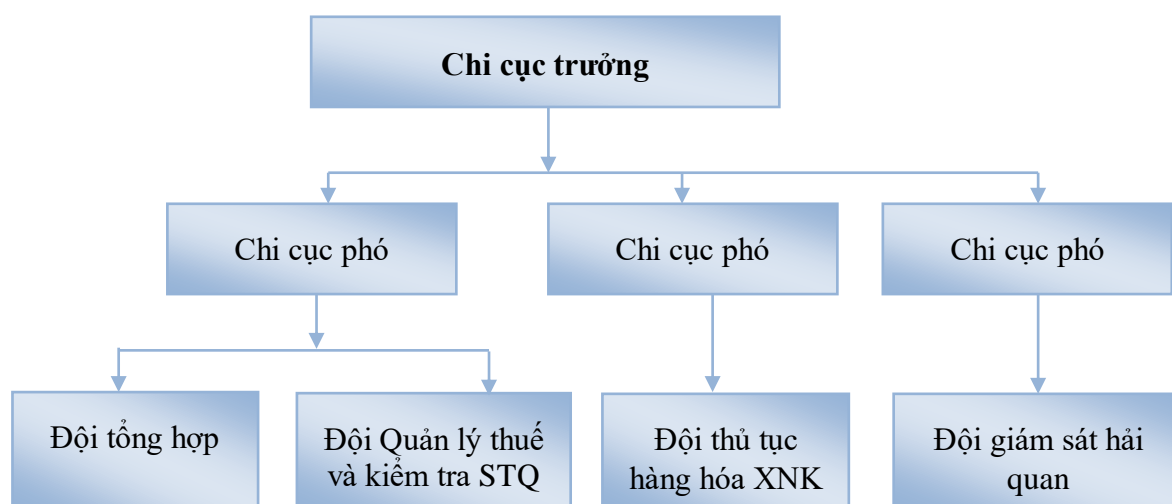 Chi cục trưởng
Chi cục phó
Chi cục phó
Chi cục phó
Đội tổng hợp
Đội Quản lý thuế
và kiểm tra STQ
Đội thủ tục
hàng hóa XNK
Đội giám sát hải
quan